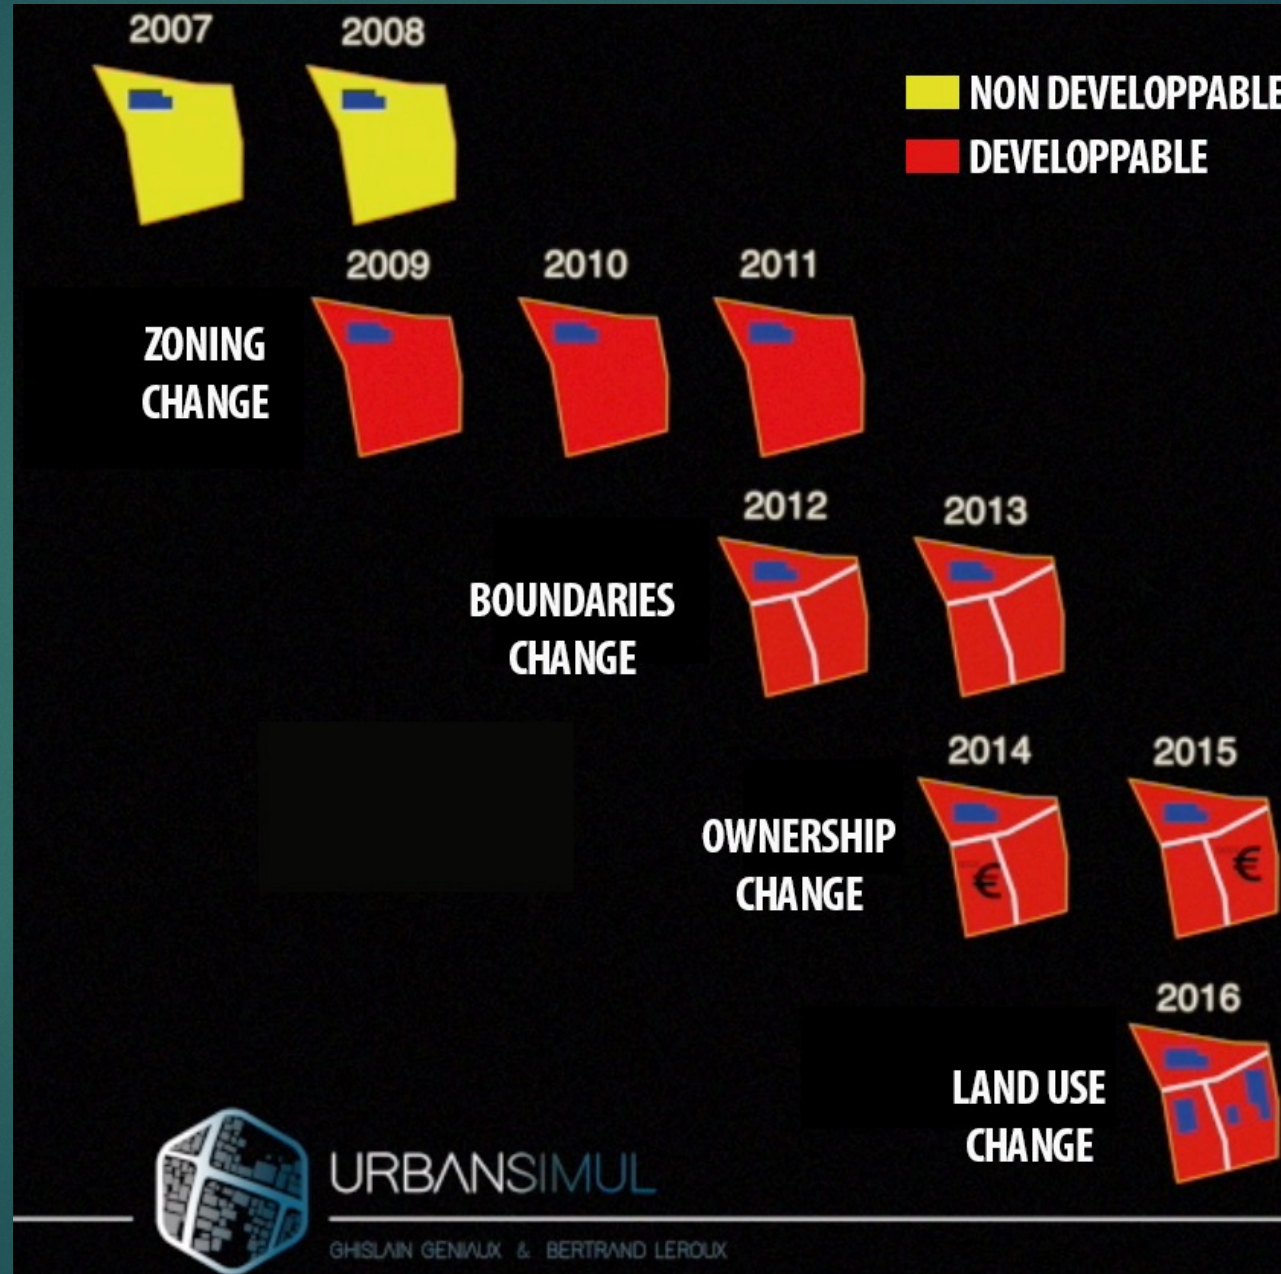 2007
2008
NON DEVELOPPABLE
DEVELOPPABLE
2009
2010
2011
ZONING
CHANGE
2012
2013
BOUNDARIES
CHANGE
2014
2015
OWNERSHIP
CHANGE
€
€
2016
LAND USE
CHANGE
URBANSIMUL
GHISLAIN GENIAUX & BERTRAND LEROUX